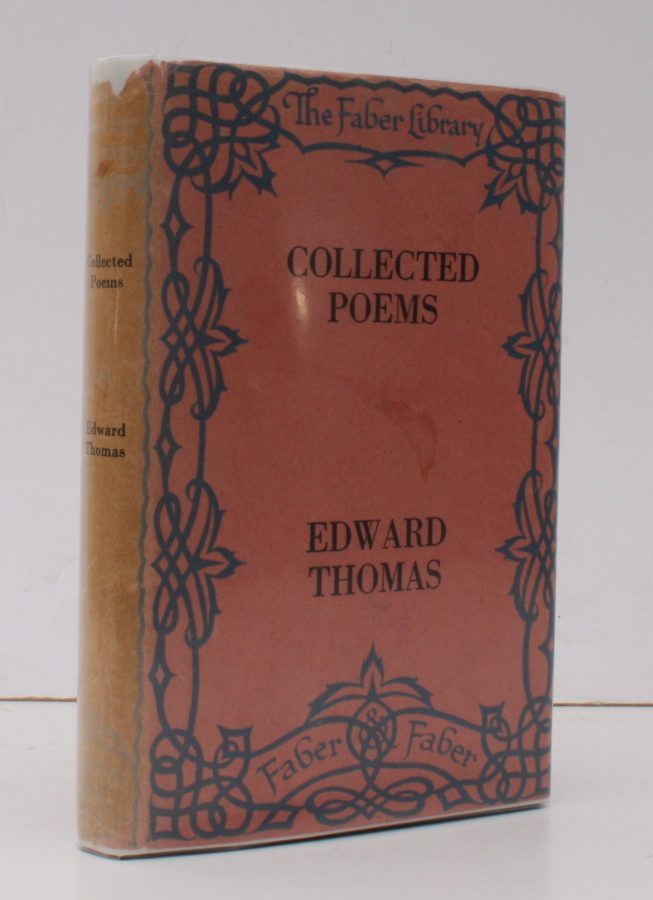 The Faber Library
COLLECTED
POEMS
EDWARD
THOMAS
Faber & Faber
Collected
Poems
Edward
Thomas